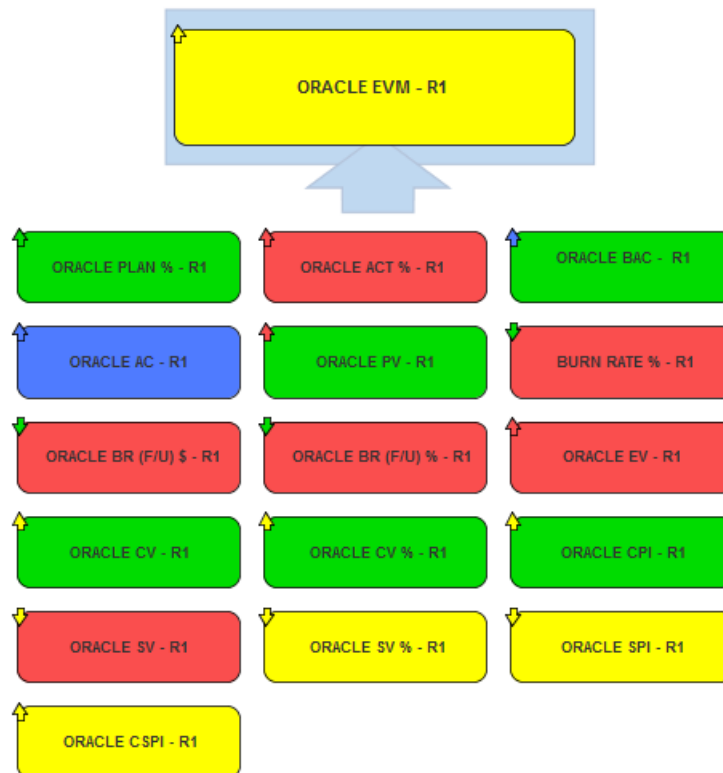 ORACLE EVM - R1
ORACLE PLAN % - R1
ORACLE ACT % - R1
ORACLE BAC - R1
ORACLE AC - R1
ORACLE PV - R1
BURN RATE % - R1
ORACLE BR (F/U) $ - R1
ORACLE BR (F/U) % - R1
ORACLE EV - R1
ORACLE CV - R1
ORACLE CV % - R1
ORACLE CPI - R1
ORACLE SV - R1
ORACLE SV % - R1
ORACLE SPI - R1
ORACLE CSPI - R1